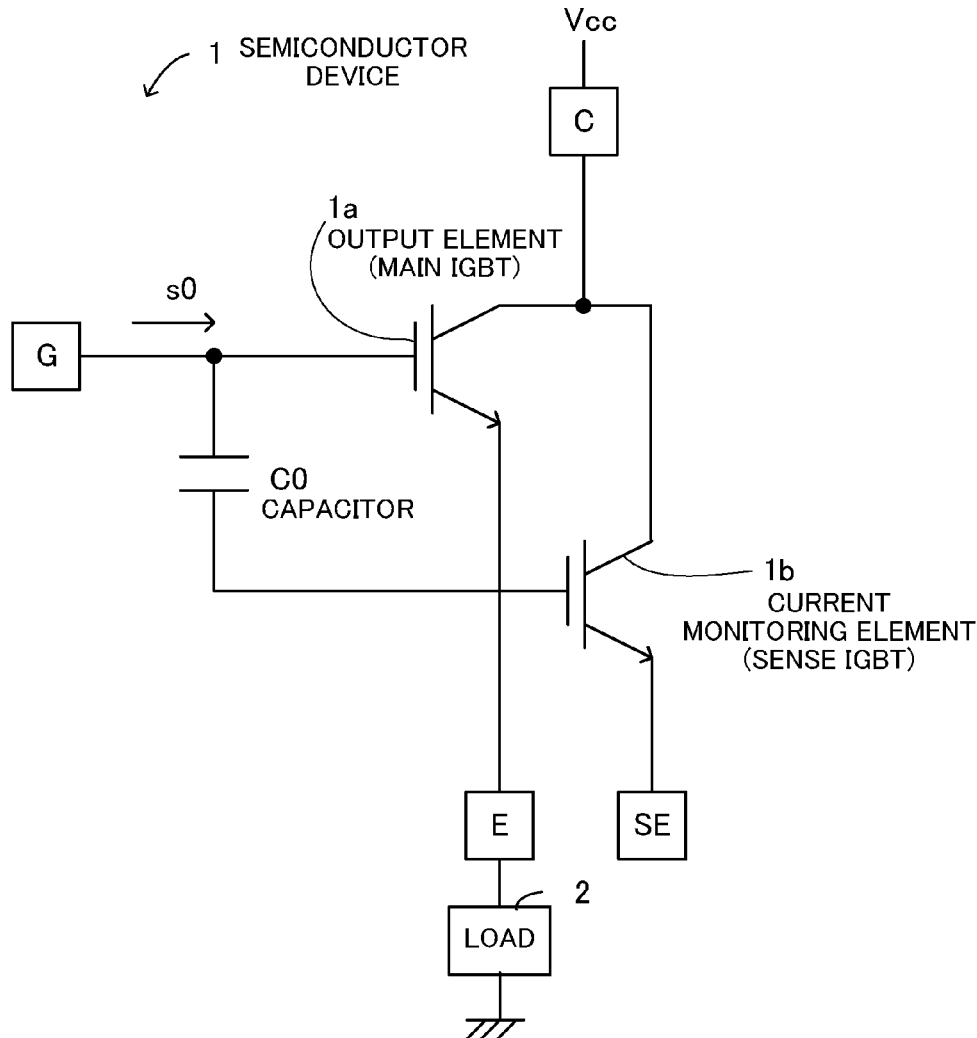 Vcc
1 SEMICONDUCTOR
DEVICE
C
1a
OUTPUT ELEMENT
(MAIN IGBT)
s0
G
C0
CAPACITOR
1b
CURRENT
MONITORING ELEMENT
(SENSE IGBT)
E
SE
2
LOAD